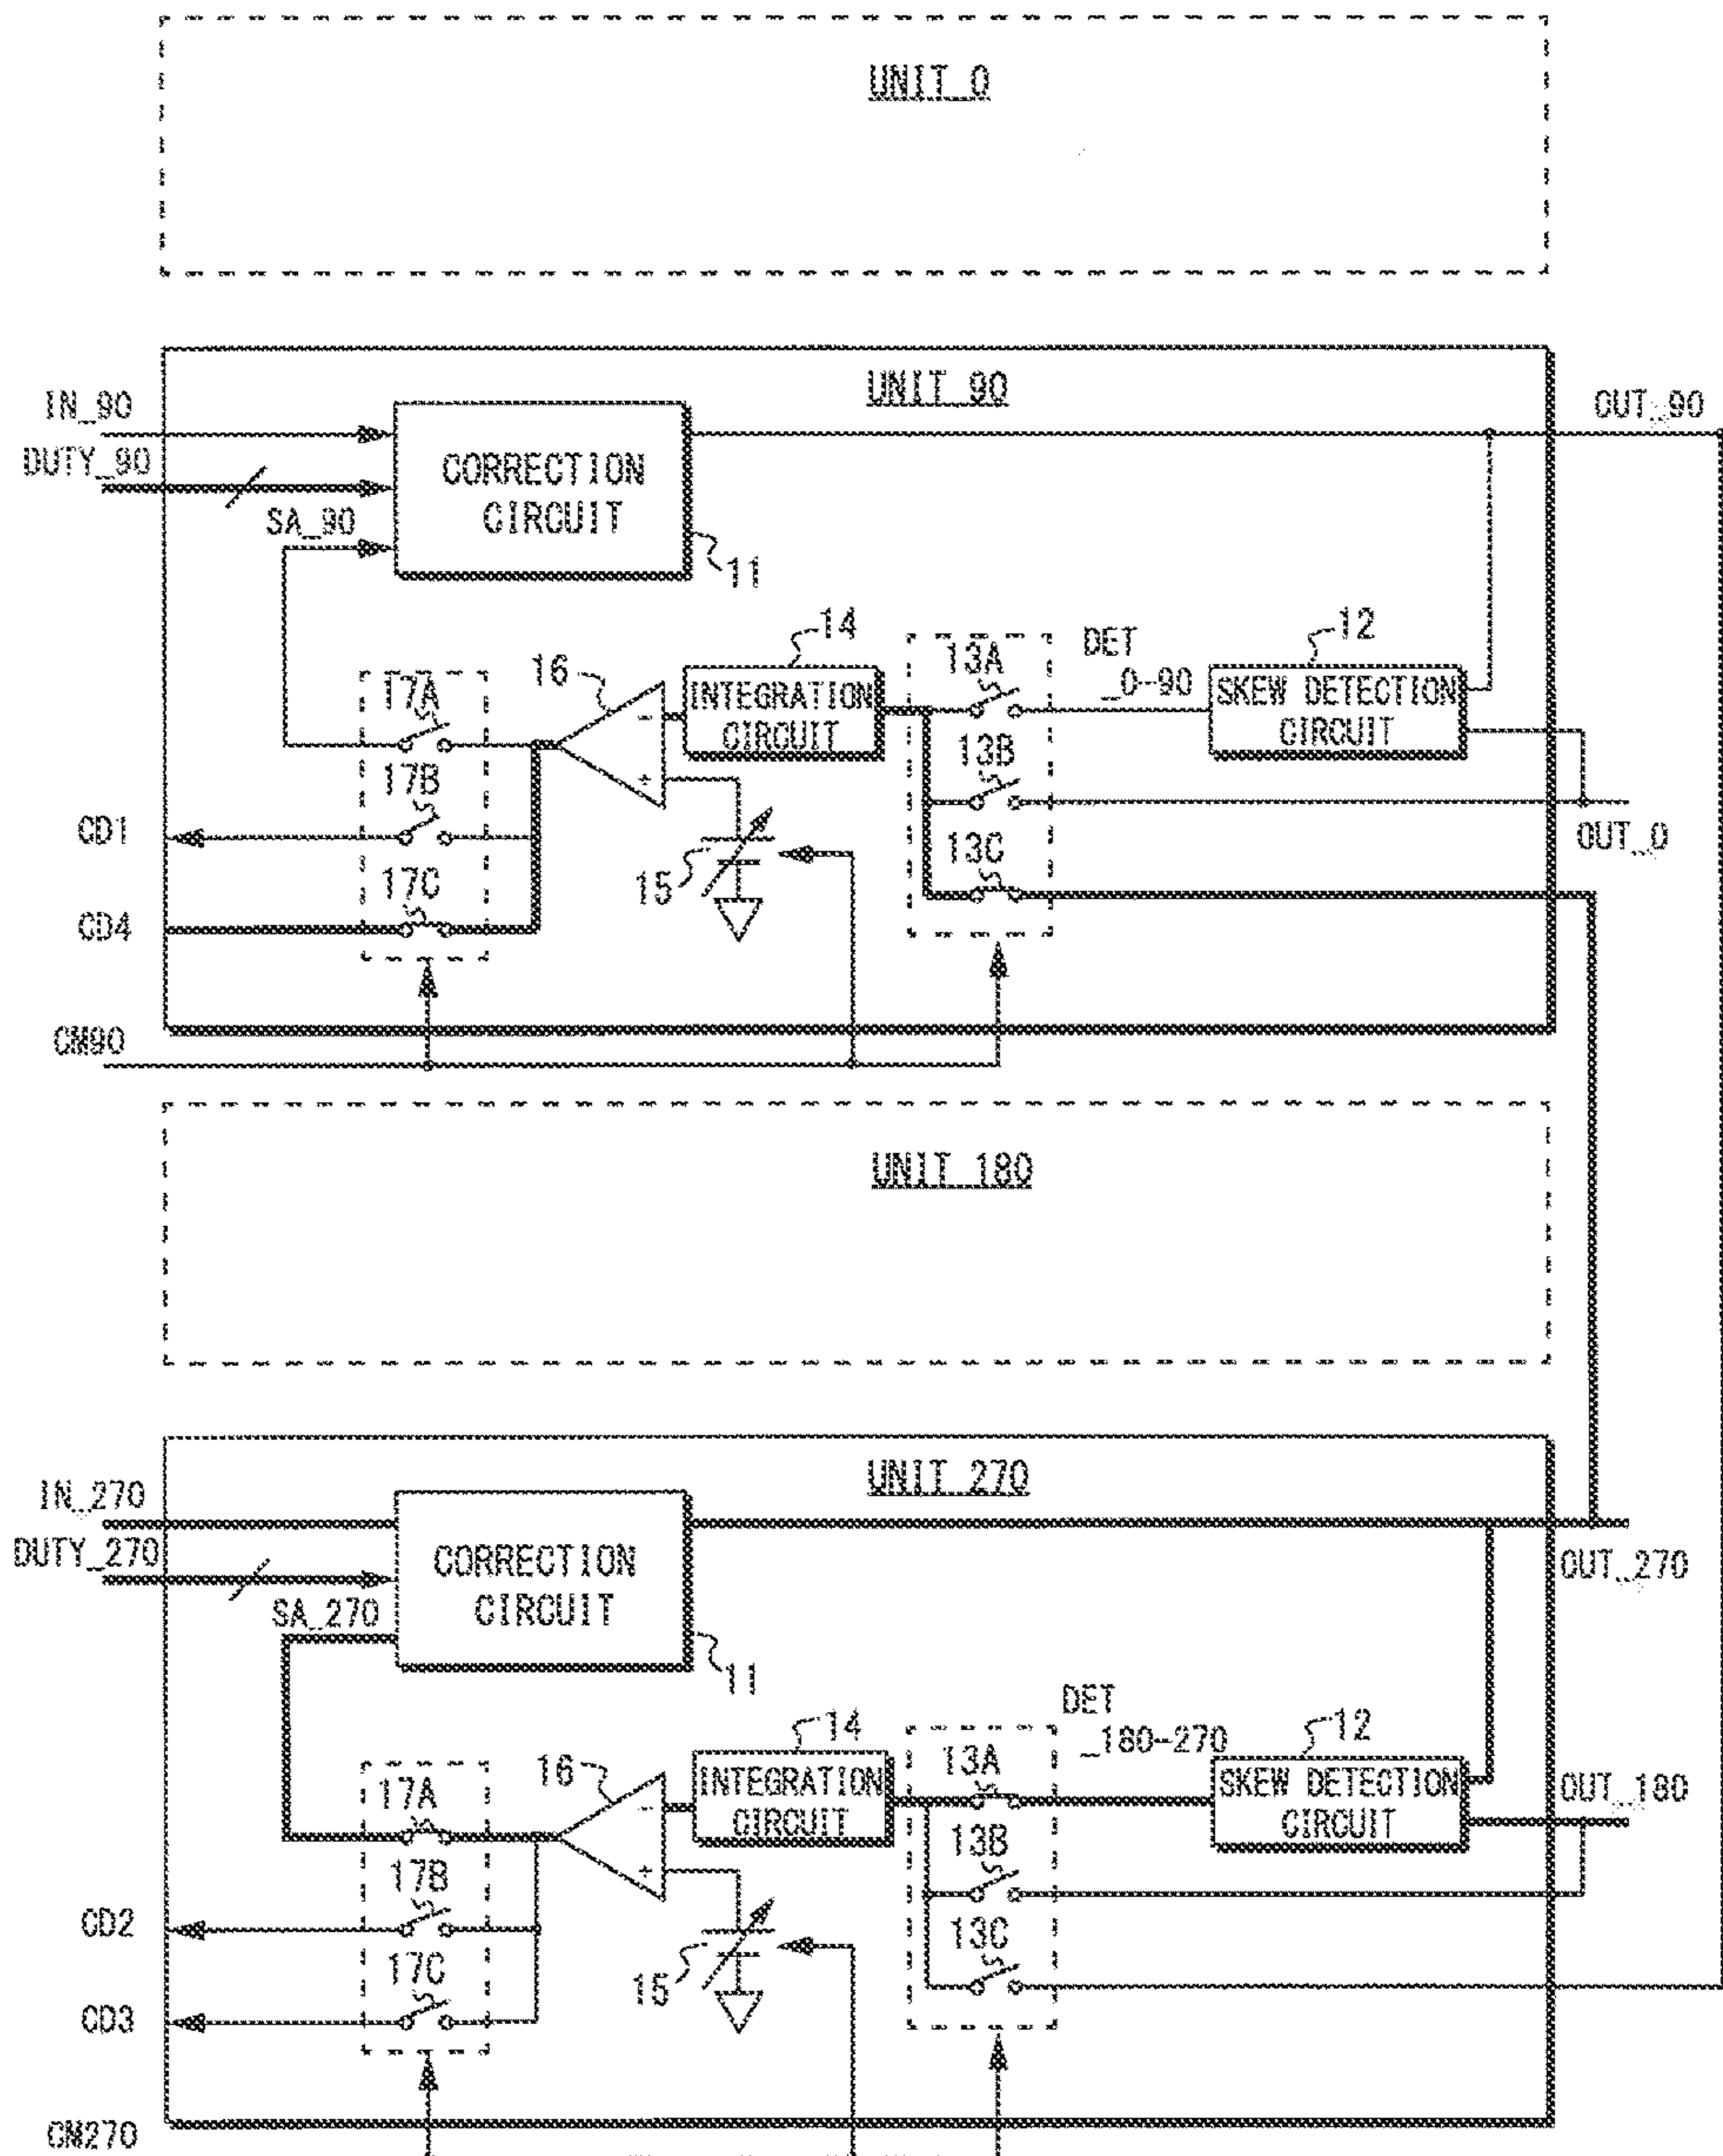 UNIT_0
UNIT_90
IN_90
OUT_90
DUTY_90
CORRECTION
CIRCUIT
SA_90
11
14
12
13A
DET
_0-90
16
17A
INTEGRATION
CIRCUIT
SKEW DETECTION
CIRCUIT
-
13B
17B
+
CD1
OUT_0
13C
15
17C
CD4
CM90
UNIT_180
UNIT_270
IN_270
DUTY_270
CORRECTION
CIRCUIT
OUT_270
SA_270
11
DET
14
_180-270
12
13A
16
17A
INTEGRATION
CIRCUIT
SKEW DETECTION
CIRCUIT
OUT_180
-
13B
17B
+
CD2
13C
15
17C
CD3
CM270